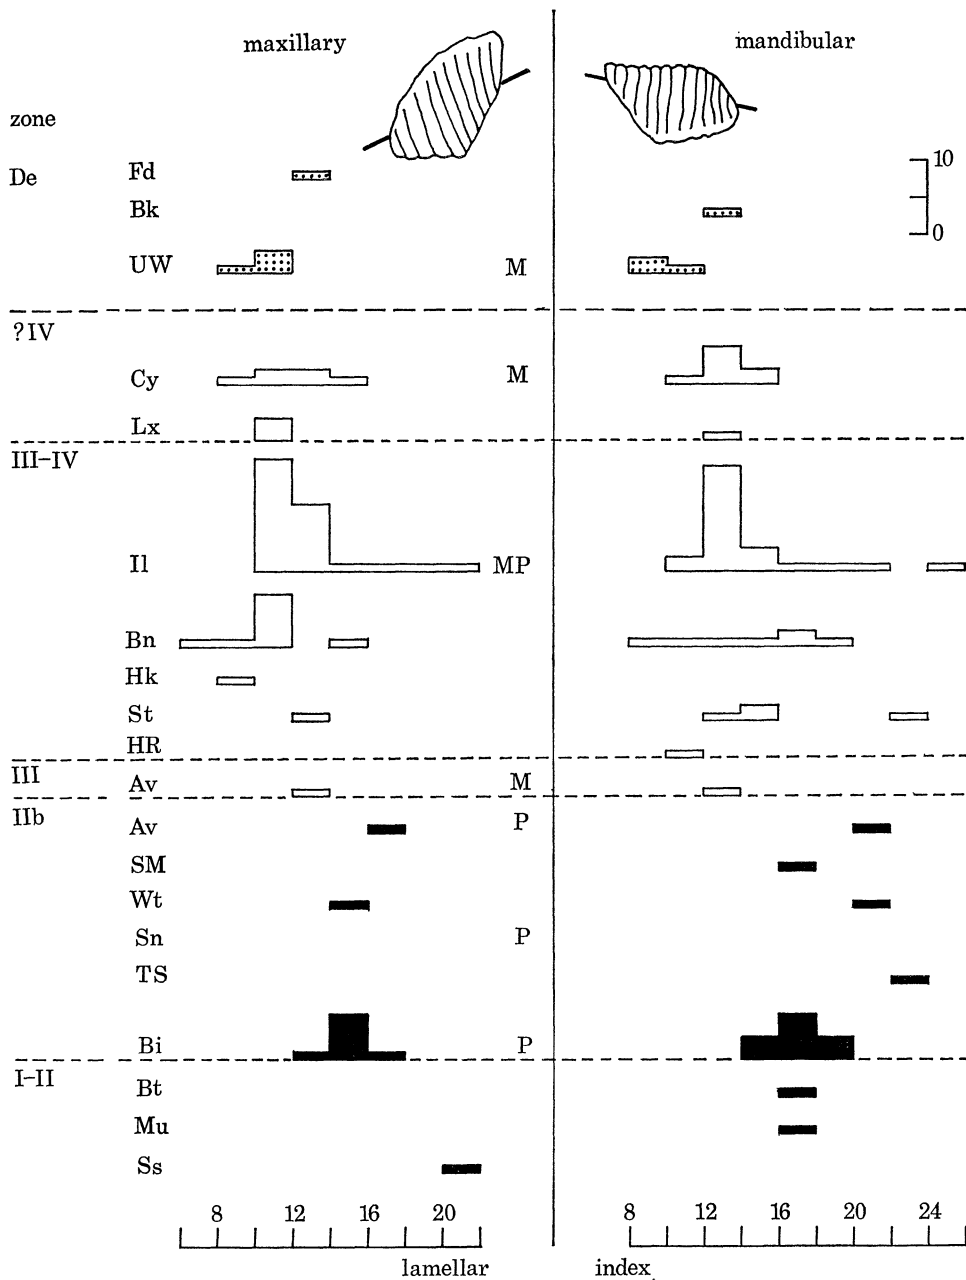 maxillary mandibular
zone
De Fd 10
Bk
0
UW M
?IV
Cy M
Lx
III–IV
Il MP
Bn
Hk
St
HR
III
Av M
IIb
Av P
SM
Wt
Sn P
TS
Bi P
I–II
Bt
Mu
Ss
8 12 16 20 8 12 16 20 24
lamellar index